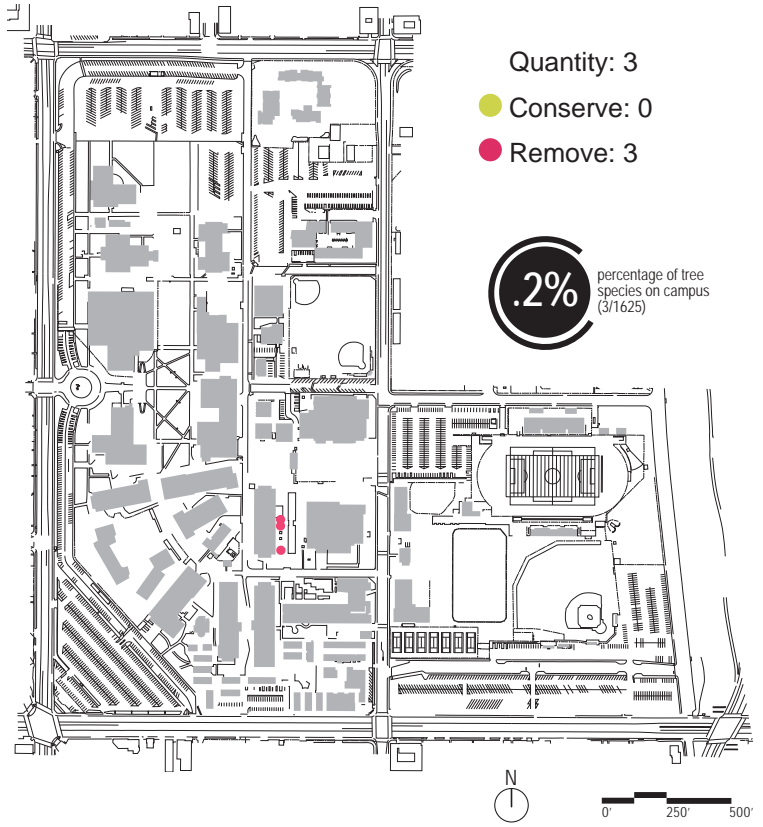 Quantity: 3
Conserve: 0
Remove: 3
.2%
percentage of tree
species on campus
(3/1625)
N
0' 250' 500'